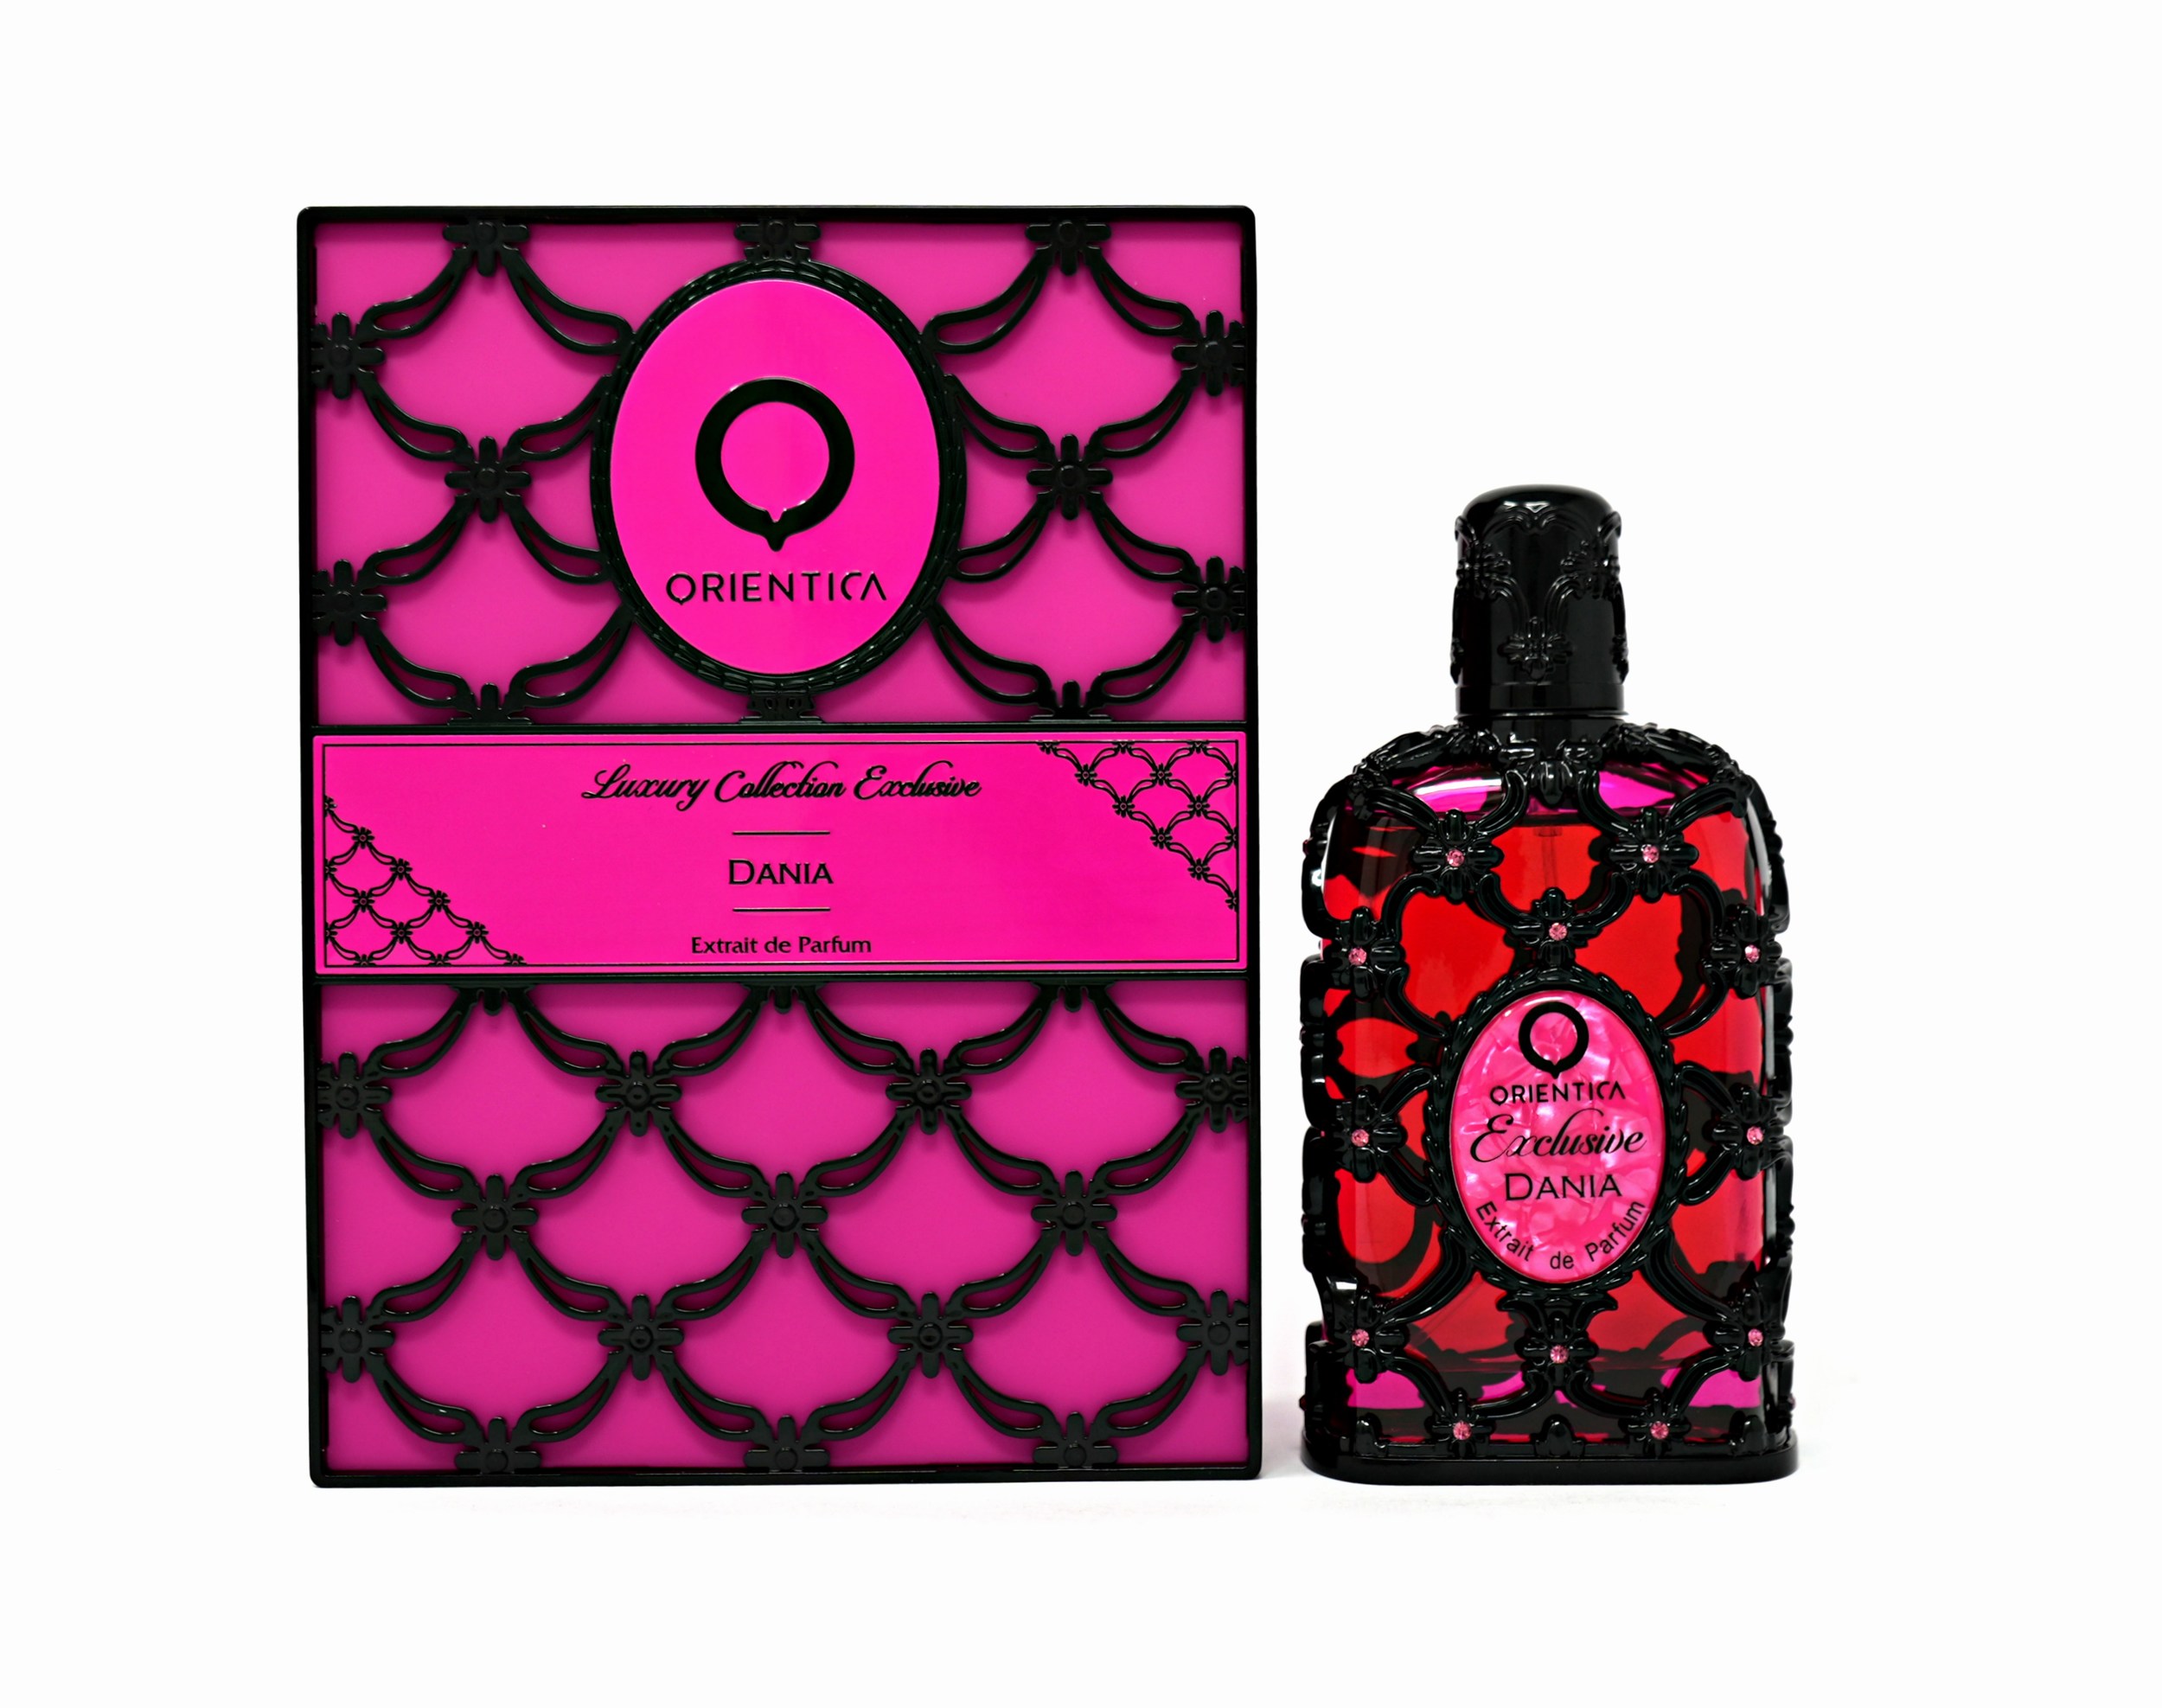 ORIENTICA
Luxury Collection Exclusive
DANIA
Extrait de Parfum
ORIENTICA
Exclusive
DANIA
Extrait de Parfum